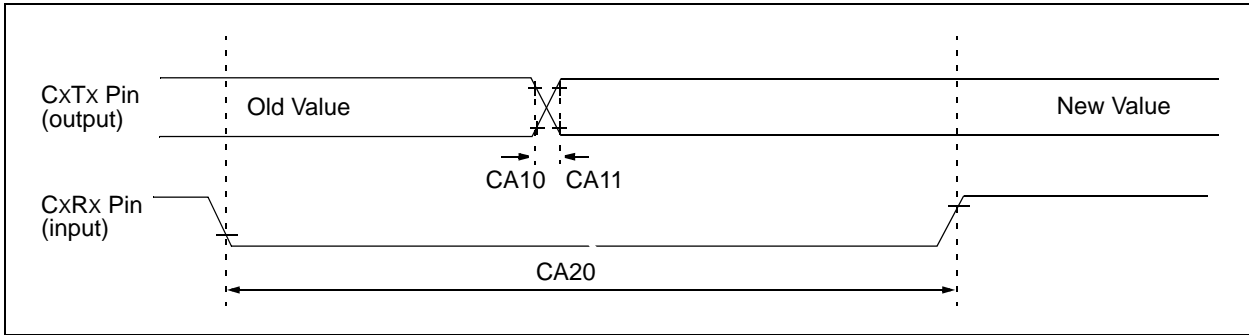 CxTx Pin
(output)
Old Value
New Value
CA10 CA11
CxRx Pin
(input)
CA20